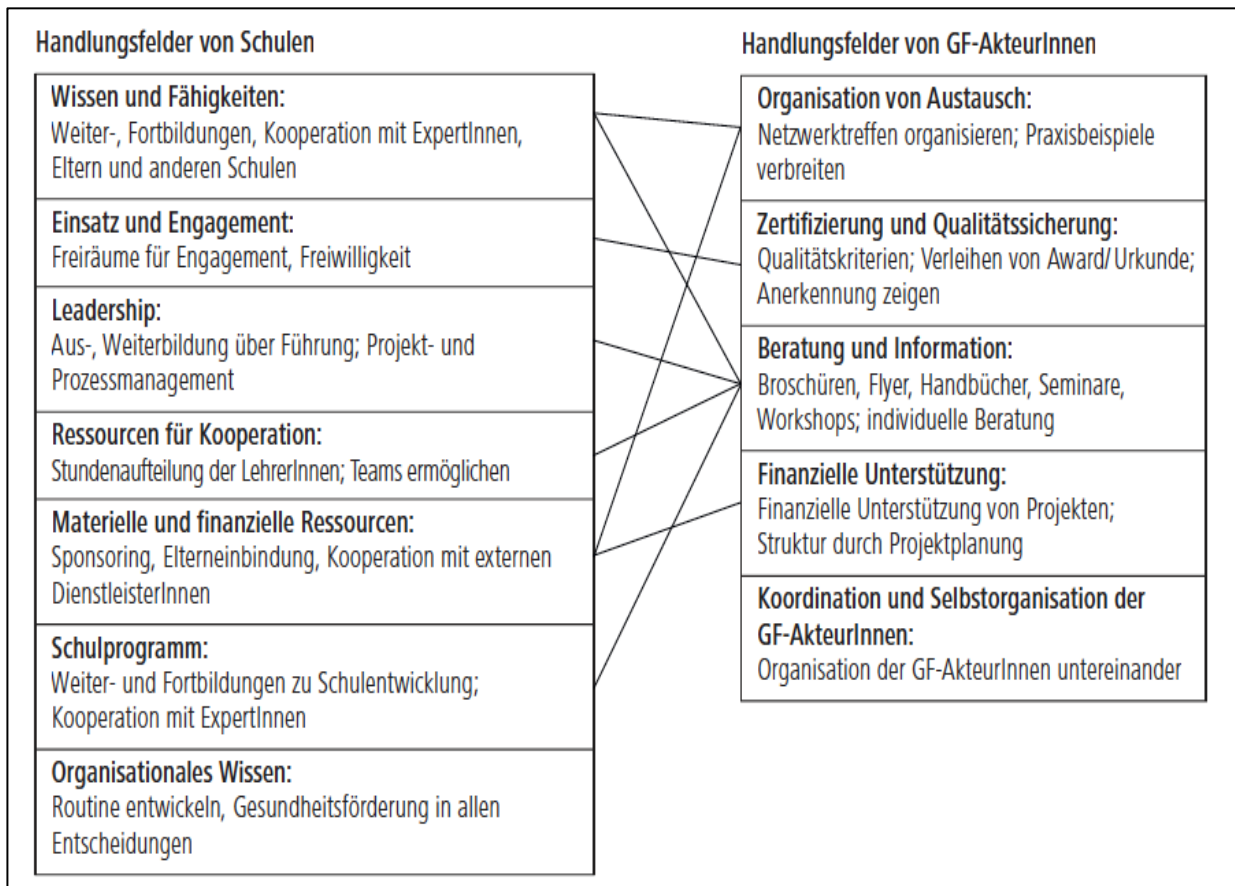 Handlungsfelder von Schulen
Wissen und Fähigkeiten:
Weiter-, Fortbildungen, Kooperation mit ExpertInnen,
Eltern und anderen Schulen
Einsatz und Engagement:
Freiräume für Engagement, Freiwilligkeit
Leadership:
Aus-, Weiterbildung über Führung; Projekt- und
Prozessmanagement
Ressourcen für Kooperation:
Stundenaufteilung der LehrerInnen; Teams ermöglichen
Materielle und finanzielle Ressourcen:
Sponsoring, Elterneinbindung, Kooperation mit externen
DienstleisterInnen
Schulprogramm:
Weiter- und Fortbildungen zu Schulentwicklung;
Kooperation mit ExpertInnen
Organisationales Wissen:
Routine entwickeln, Gesundheitsförderung in allen
Entscheidungen
Handlungsfelder von GF-AkteurInnen
Organisation von Austausch:
Netzwerktreffen organisieren; Praxisbeispiele
verbreiten
Zertifizierung und Qualitätssicherung:
Qualitätskriterien; Verleihen von Award/Urkunde;
Anerkennung zeigen
Beratung und Information:
Broschüren, Flyer, Handbücher, Seminare,
Workshops; individuelle Beratung
Finanzielle Unterstützung:
Finanzielle Unterstützung von Projekten;
Struktur durch Projektplanung
Koordination und Selbstorganisation der
GF-AkteurInnen:
Organisation der GF-AkteurInnen untereinander